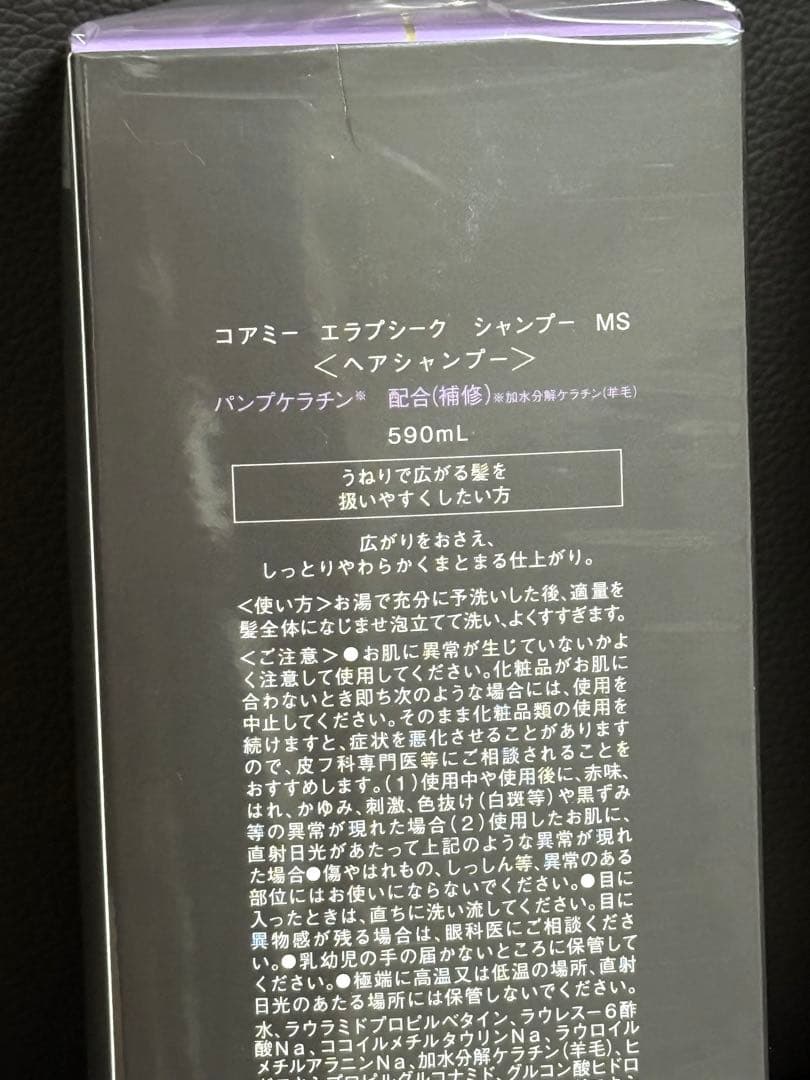 コアミー エラプシーク シャンプー MS
＜ヘアシャンプー＞
パンプケラチン※ 配合(補修)※加水分解ケラチン(羊毛)
590mL
うねりで広がる髪を
扱いやすくしたい方
広がりをおさえ、
しっとりやわらかくまとまる仕上がり。
＜使い方＞お湯で充分に予洗いした後、適量を
髪全体になじませ泡立てて洗い、よくすすぎます。
＜ご注意＞●お肌に異常が生じていないかよ
く注意して使用してください。化粧品がお肌に
合わないとき即ち次のような場合には、使用を
中止してください。そのまま化粧品類の使用を
続けますと、症状を悪化させることがあります
ので、皮フ科専門医等にご相談されることを
おすすめします。(1)使用中や使用後に、赤味、
はれ、かゆみ、刺激、色抜け(白斑等)や黒ずみ
等の異常が現れた場合(2)使用したお肌に、
直射日光があたって上記のような異常が現れ
た場合●傷やはれもの、しっしん等、異常のある
部位にはお使いにならないでください。●目に
入ったときは、直ちに洗い流してください。目に
異物感が残る場合は、眼科医にご相談くださ
い。●乳幼児の手の届かないところに保管して
ください。●極端に高温又は低温の場所、直射
日光のあたる場所には保管しないでください。
水、ラウラミドプロピルベタイン、ラウレス－6酢
酸Na、ココイルメチルタウリンNa、ラウロイル
メチルアラニンNa、加水分解ケラチン(羊毛)、ヒ
プロピルグルコナミド、グルコン酸ヒドロ